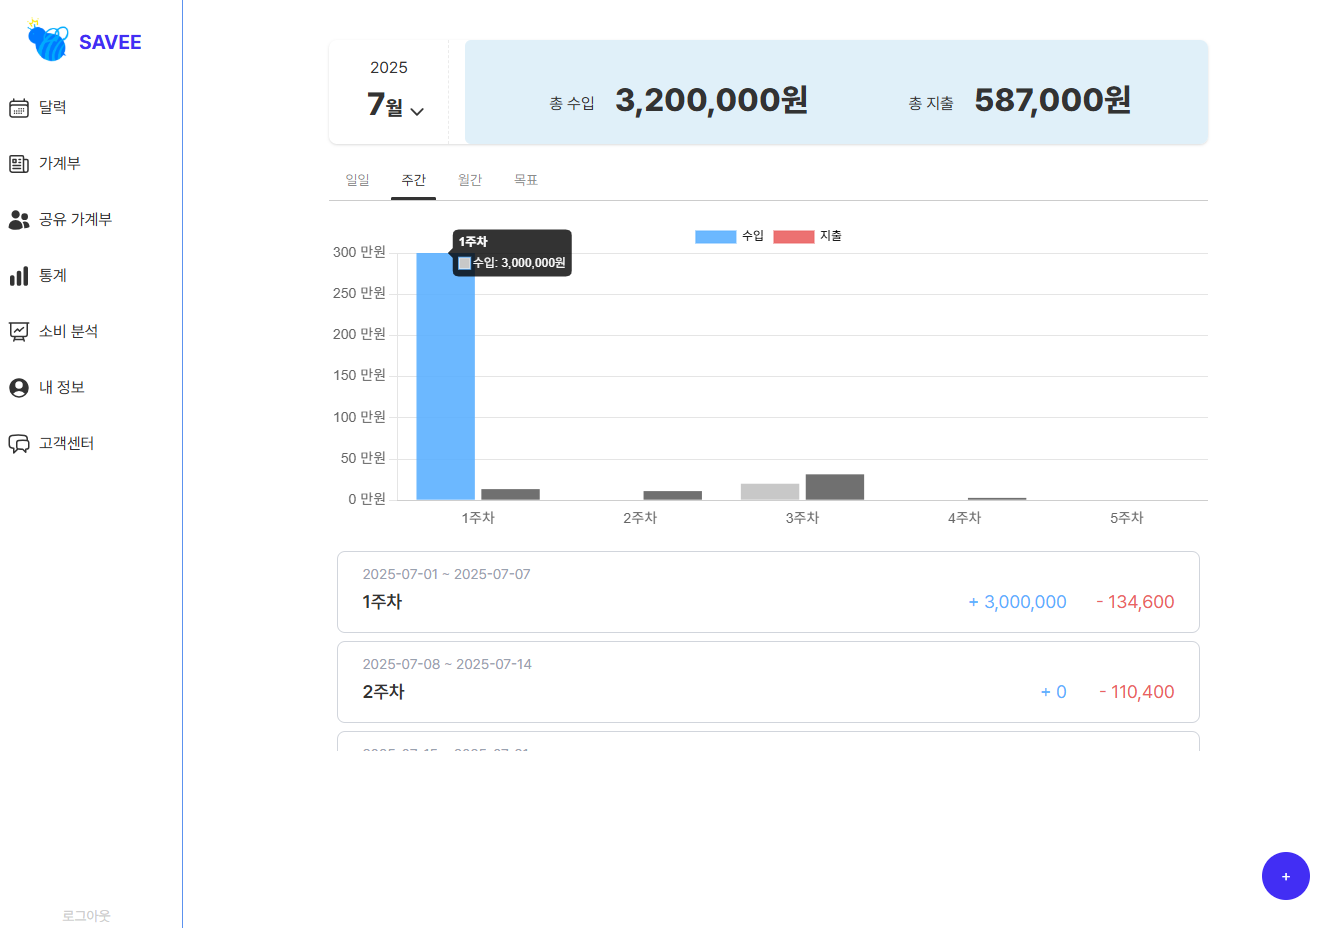 SAVEE
달력
가계부
공유 가계부
통계
소비 분석
내 정보
고객센터
로그아웃
2025
7월
총 수입 3,200,000원 총 지출 587,000원
일일 주간 월간 목표
수입 지출
1주차
수입: 3,000,000원
300 만원
250 만원
200 만원
150 만원
100 만원
50 만원
0 만원
1주차 2주차 3주차 4주차 5주차
2025-07-01 ~ 2025-07-07
1주차 + 3,000,000 - 134,600
2025-07-08 ~ 2025-07-14
2주차 + 0 - 110,400
2025-07-15 ~ 2025-07-21
+